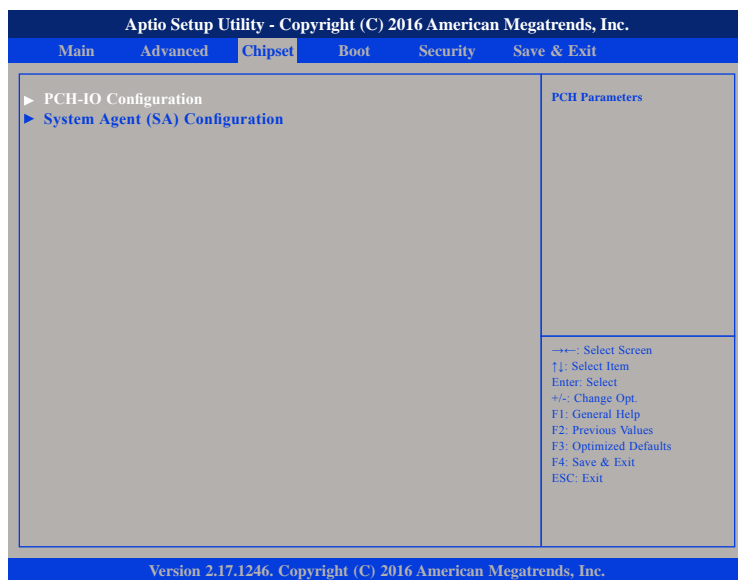 Aptio Setup Utility - Copyright (C) 2016 American Megatrends, Inc.
Main Advanced Chipset Boot Security Save & Exit
► PCH-IO Configuration
► System Agent (SA) Configuration
PCH Parameters
→←: Select Screen
↑↓: Select Item
Enter: Select
+/-: Change Opt.
F1: General Help
F2: Previous Values
F3: Optimized Defaults
F4: Save & Exit
ESC: Exit
Version 2.17.1246. Copyright (C) 2016 American Megatrends, Inc.